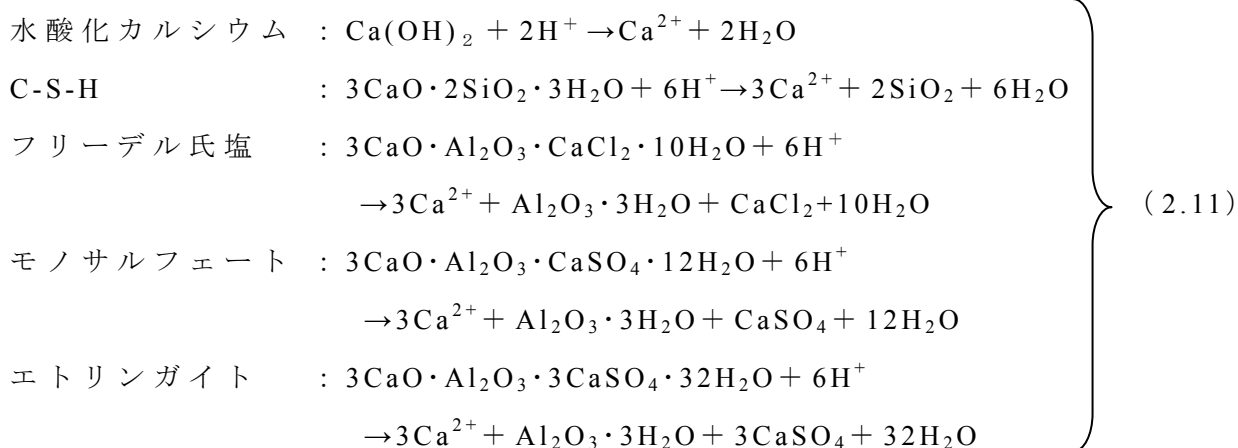 水酸化カルシウム : Ca(OH)₂ + 2H⁺ →Ca²⁺ + 2H₂O
C-S-H : 3CaO･2SiO₂･3H₂O + 6H⁺→3Ca²⁺ + 2SiO₂ + 6H₂O
フリーデル氏塩 : 3CaO･Al₂O₃･CaCl₂･10H₂O + 6H⁺
→3Ca²⁺ + Al₂O₃･3H₂O + CaCl₂+10H₂O
(2.11)
モノサルフェート : 3CaO･Al₂O₃･CaSO₄･12H₂O + 6H⁺
→3Ca²⁺ + Al₂O₃･3H₂O + CaSO₄ + 12H₂O
エトリンガイト : 3CaO･Al₂O₃･3CaSO₄･32H₂O + 6H⁺
→3Ca²⁺ + Al₂O₃･3H₂O + 3CaSO₄ + 32H₂O